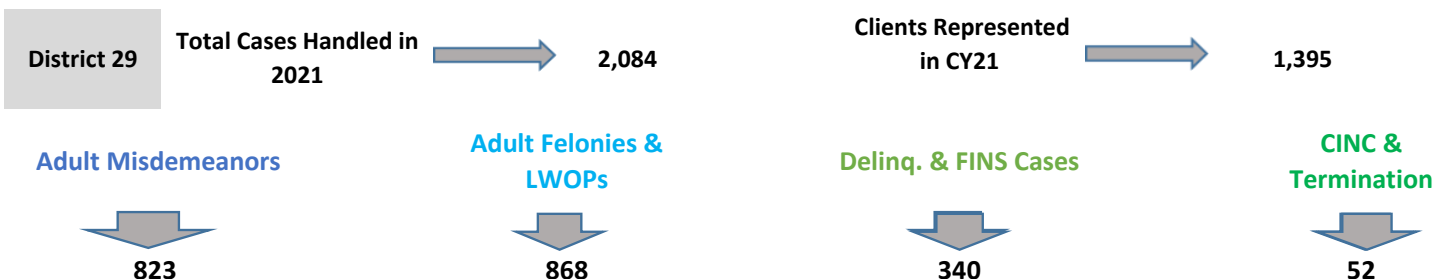 District 29
Total Cases Handled in
2021
2,084
Clients Represented
in CY21
1,395
Adult Misdemeanors
Adult Felonies &
LWOPs
Delinq. & FINS Cases
CINC &
Termination
823
868
340
52